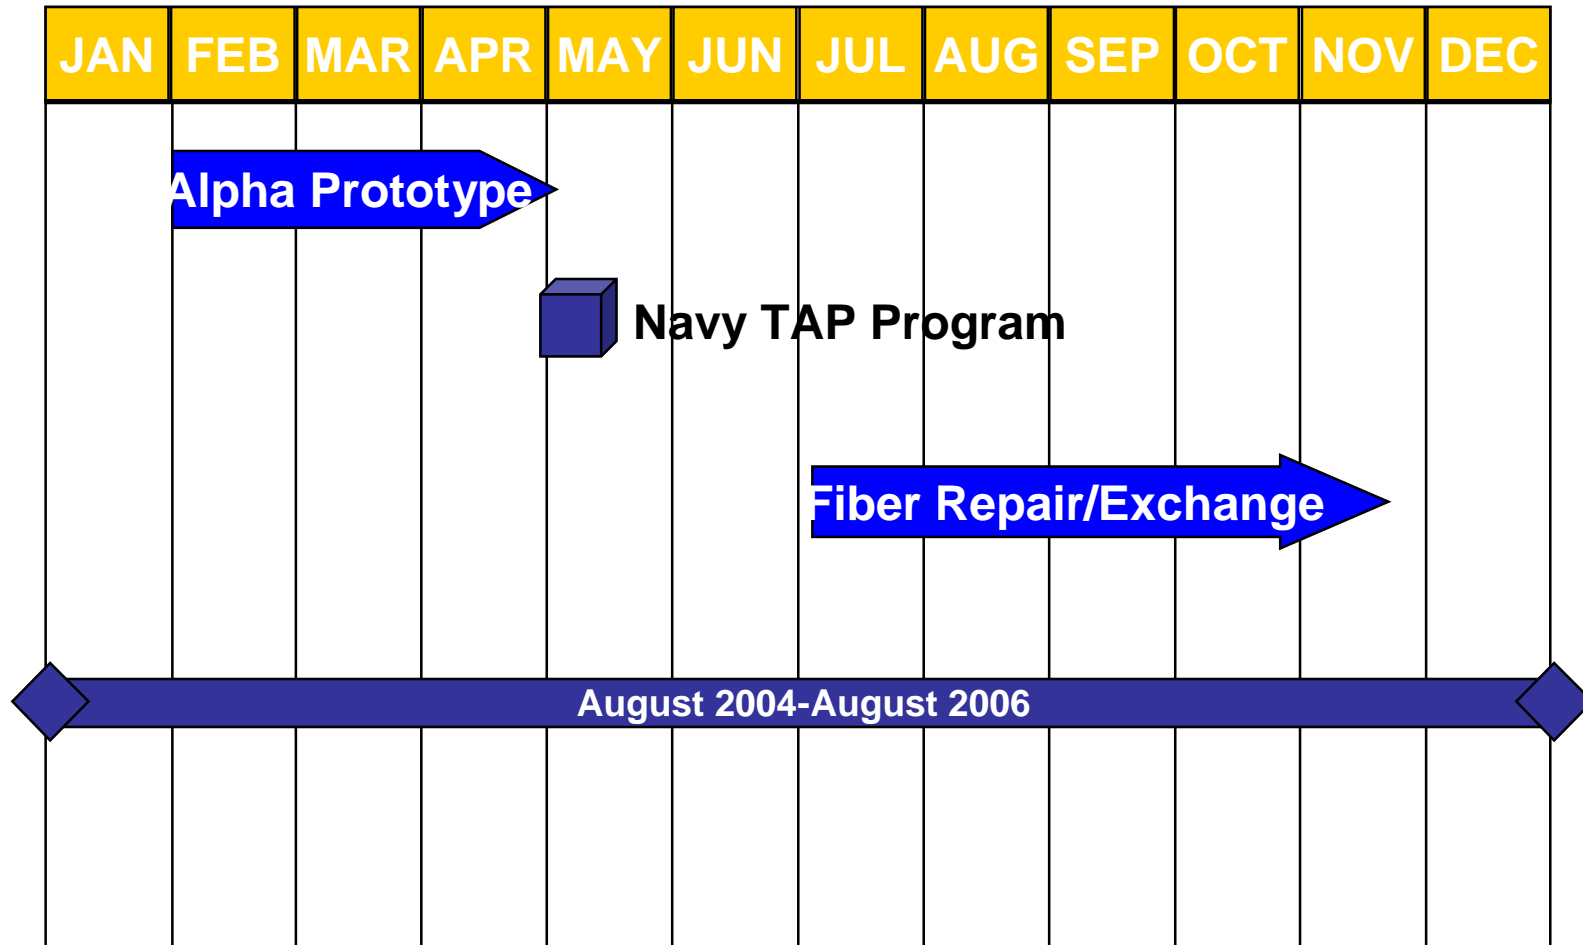 JAN FEB MAR APR MAY JUN JUL AUG SEP OCT NOV DEC
Alpha Prototype
Navy TAP Program
Fiber Repair/Exchange
August 2004-August 2006